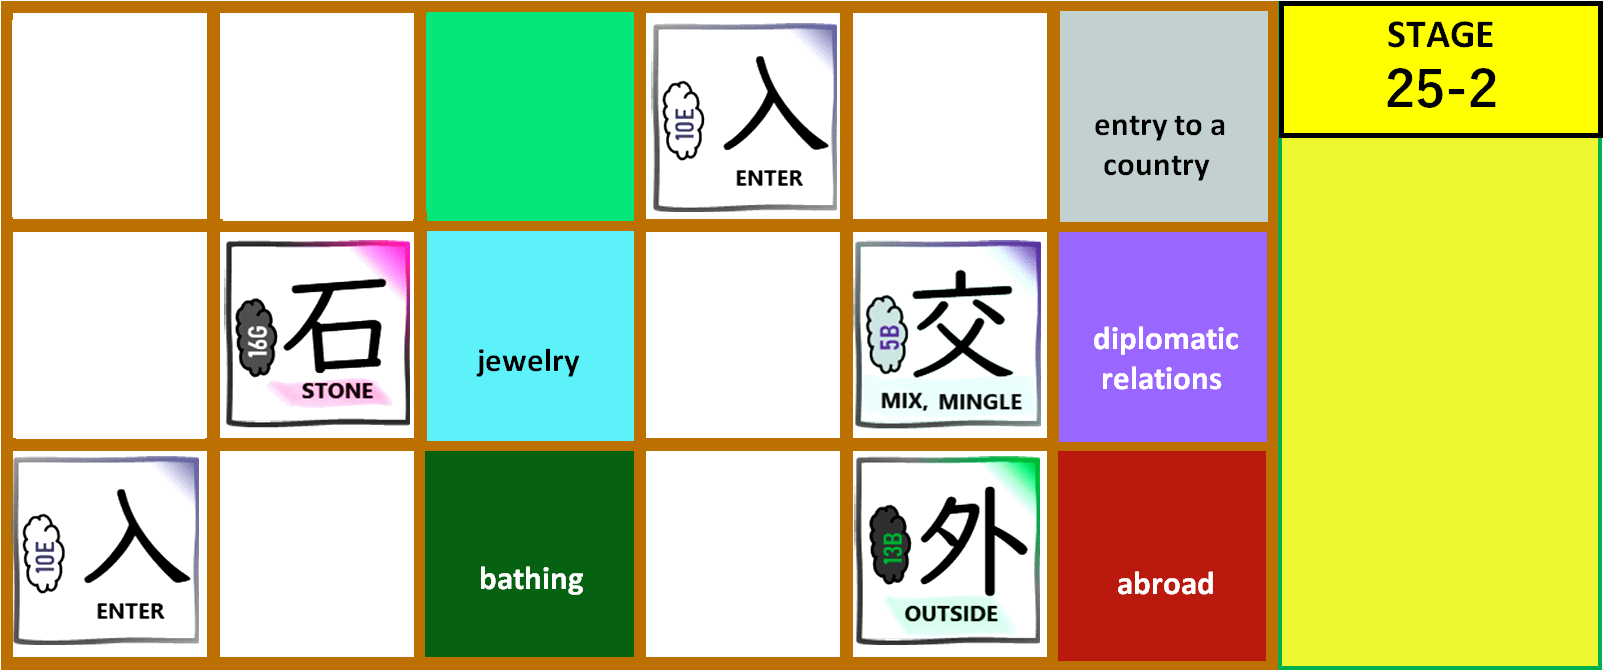 10E
入
ENTER
entry to a
country
STAGE
25-2
16G
石
STONE
jewelry
5B
交
MIX, MINGLE
diplomatic
relations
10E
入
ENTER
bathing
13B
外
OUTSIDE
abroad